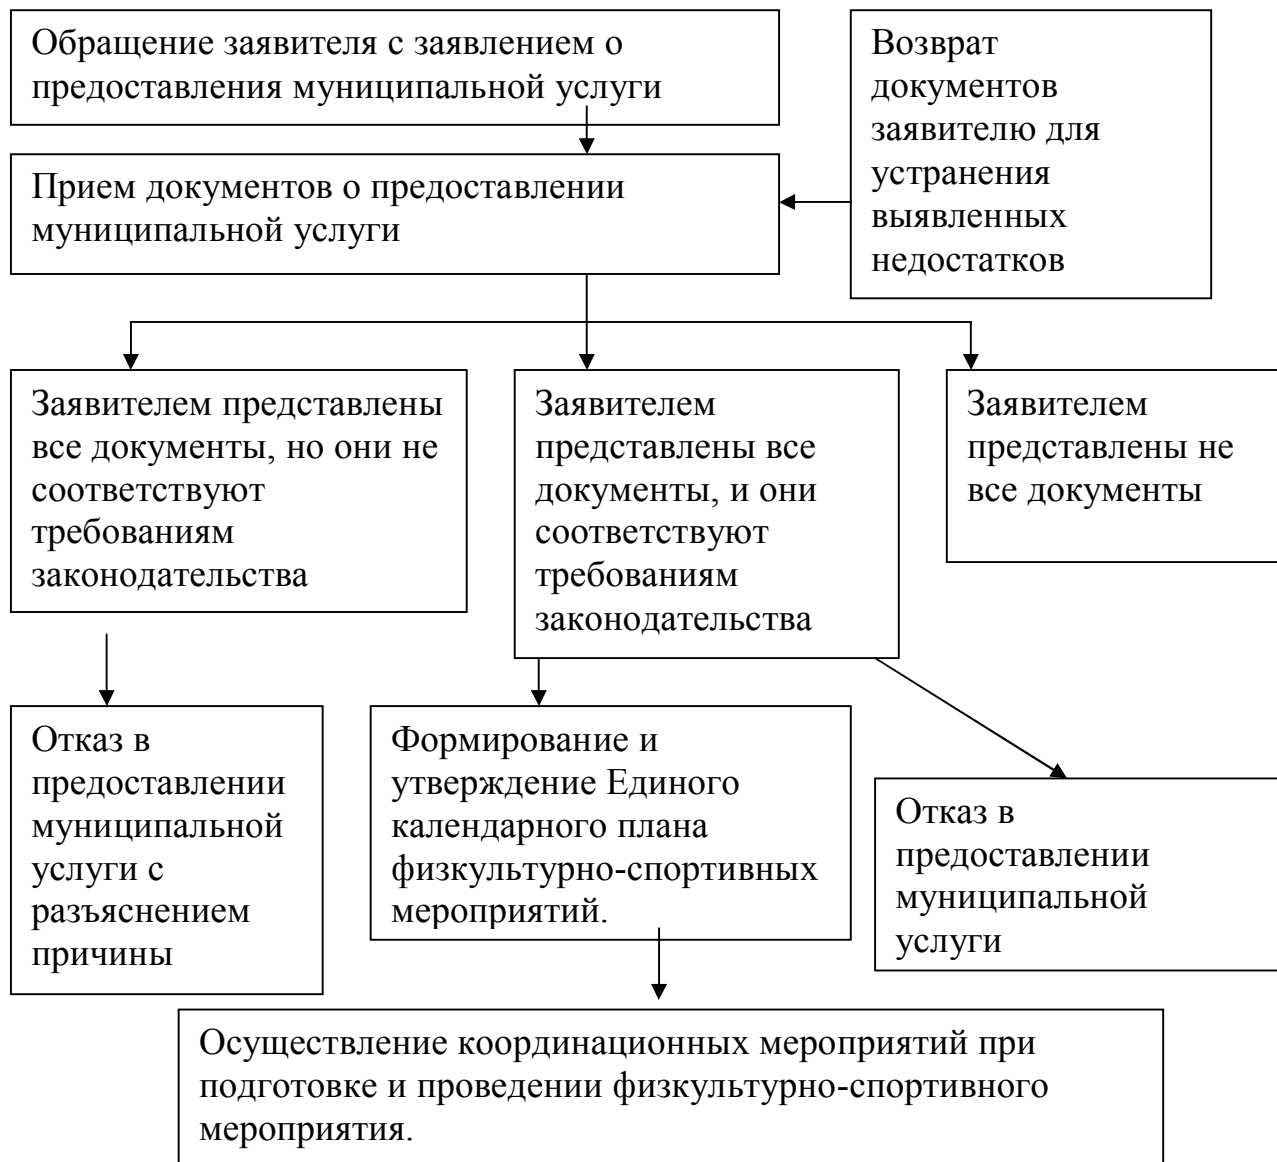 Обращение заявителя с заявлением о
предоставления муниципальной услуги
Возврат
документов
заявителю для
устранения
выявленных
недостатков
Прием документов о предоставлении
муниципальной услуги
Заявителем представлены
все документы, но они не
соответствуют
требованиям
законодательства
Заявителем
представлены все
документы, и они
соответствуют
требованиям
законодательства
Заявителем
представлены не
все документы
Отказ в
предоставлении
муниципальной
услуги с
разъяснением
причины
Формирование и
утверждение Единого
календарного плана
физкультурно-спортивных
мероприятий.
Отказ в
предоставлении
муниципальной
услуги
Осуществление координационных мероприятий при
подготовке и проведении физкультурно-спортивного
мероприятия.